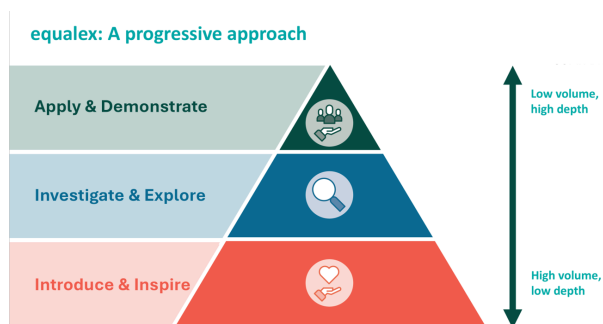 equalex: A progressive approach
Apply & Demonstrate
Low volume,
high depth
Investigate & Explore
Introduce & Inspire
High volume,
low depth